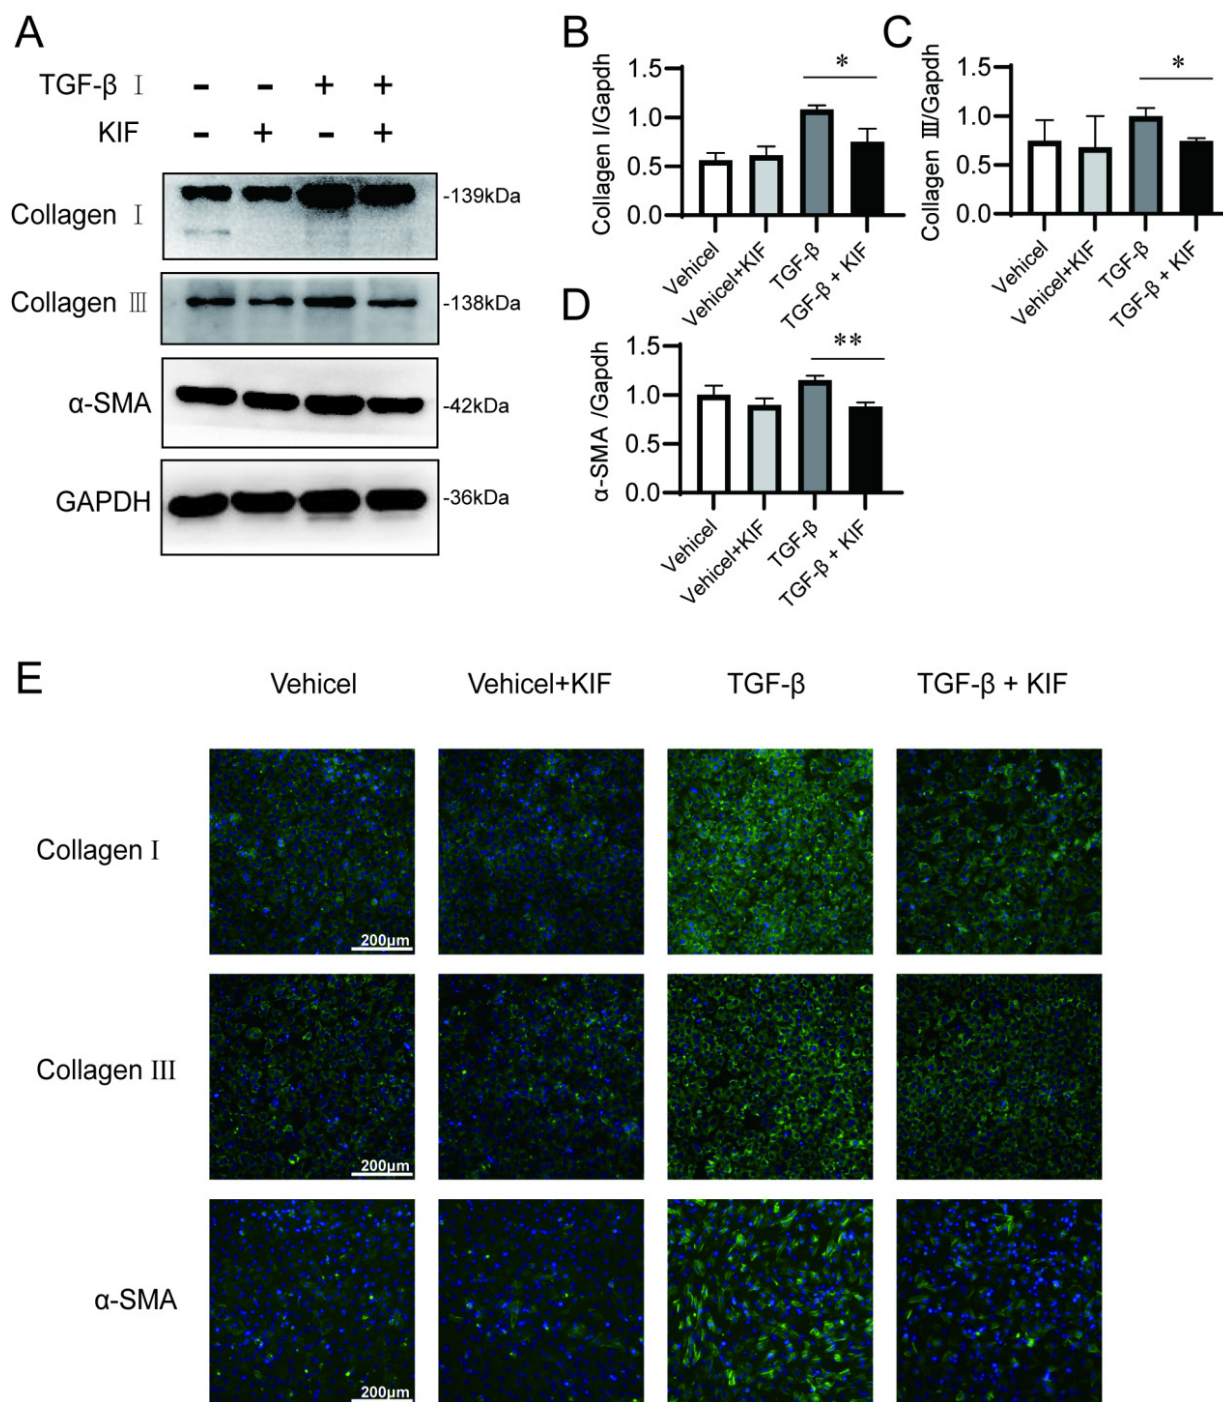 A
TGF-β Ⅰ - - + +
KIF - + - +
Collagen Ⅰ -139kDa
Collagen Ⅲ -138kDa
α-SMA -42kDa
GAPDH -36kDa
B
Collagen Ⅰ/Gapdh
1.5
1.0
0.5
0.0
*
Vehicel
Vehicel+KIF
TGF-β
TGF-β + KIF
C
Collagen Ⅲ/Gapdh
1.5
1.0
0.5
0.0
*
Vehicel
Vehicel+KIF
TGF-β
TGF-β + KIF
D
α-SMA /Gapdh
1.5
1.0
0.5
0.0
**
Vehicel
Vehicel+KIF
TGF-β
TGF-β + KIF
E
Vehicel Vehicel+KIF TGF-β TGF-β + KIF
Collagen Ⅰ
200μm
Collagen Ⅲ
200μm
α-SMA
200μm